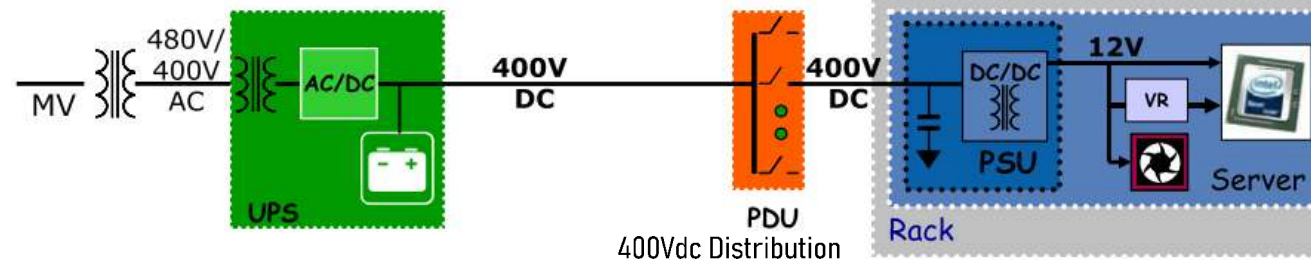 MV
480V/
400V
AC
AC/DC
- +
UPS
400V
DC
PDU
400Vdc Distribution
400V
DC
DC/DC
PSU
12V
VR
intel
Server
Rack